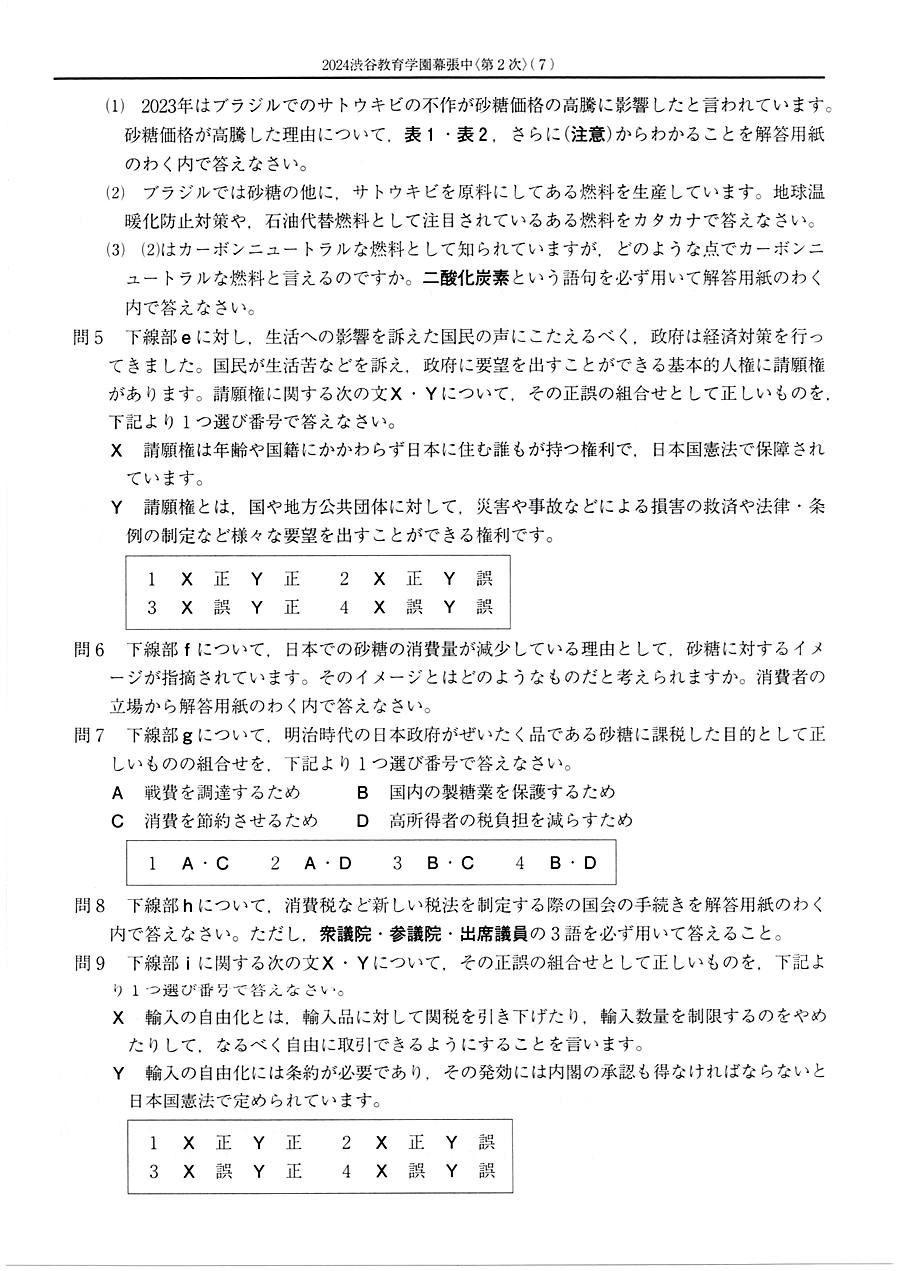 2024渋谷教育学園幕張中〈第2次〉(7)
(1) 2023年はブラジルでのサトウキビの不作が砂糖価格の高騰に影響したと言われています。
砂糖価格が高騰した理由について，表1・表2，さらに(注意)からわかることを解答用紙
のわく内で答えなさい。
(2) ブラジルでは砂糖の他に，サトウキビを原料にしてある燃料を生産しています。地球温
暖化防止対策や，石油代替燃料として注目されているある燃料をカタカナで答えなさい。
(3) (2)はカーボンニュートラルな燃料として知られていますが，どのような点でカーボンニ
ュートラルな燃料と言えるのですか。二酸化炭素という語句を必ず用いて解答用紙のわく
内で答えなさい。
問5 下線部eに対し，生活への影響を訴えた国民の声にこたえるべく，政府は経済対策を行っ
てきました。国民が生活苦などを訴え，政府に要望を出すことができる基本的人権に請願権
があります。請願権に関する次の文X・Yについて，その正誤の組合せとして正しいものを，
下記より1つ選び番号で答えなさい。
X 請願権は年齢や国籍にかかわらず日本に住む誰もが持つ権利で，日本国憲法で保障され
ています。
Y 請願権とは，国や地方公共団体に対して，災害や事故などによる損害の救済や法律・条
例の制定など様々な要望を出すことができる権利です。
1 X 正 Y 正 2 X 正 Y 誤
3 X 誤 Y 正 4 X 誤 Y 誤
問6 下線部fについて，日本での砂糖の消費量が減少している理由として，砂糖に対するイメ
ージが指摘されています。そのイメージとはどのようなものだと考えられますか。消費者の
立場から解答用紙のわく内で答えなさい。
問7 下線部gについて，明治時代の日本政府がぜいたく品である砂糖に課税した目的として正
しいものの組合せを，下記より1つ選び番号で答えなさい。
A 戦費を調達するため B 国内の製糖業を保護するため
C 消費を節約させるため D 高所得者の税負担を減らすため
1 A・C 2 A・D 3 B・C 4 B・D
問8 下線部hについて，消費税など新しい税法を制定する際の国会の手続きを解答用紙のわく
内で答えなさい。ただし，衆議院・参議院・出席議員の3語を必ず用いて答えること。
問9 下線部iに関する次の文X・Yについて，その正誤の組合せとして正しいものを，下記よ
り1つ選び番号で答えなさい。
X 輸入の自由化とは，輸入品に対して関税を引き下げたり，輸入数量を制限するのをやめ
たりして，なるべく自由に取引できるようにすることを言います。
Y 輸入の自由化には条約が必要であり，その発効には内閣の承認も得なければならないと
日本国憲法で定められています。
1 X 正 Y 正 2 X 正 Y 誤
3 X 誤 Y 正 4 X 誤 Y 誤